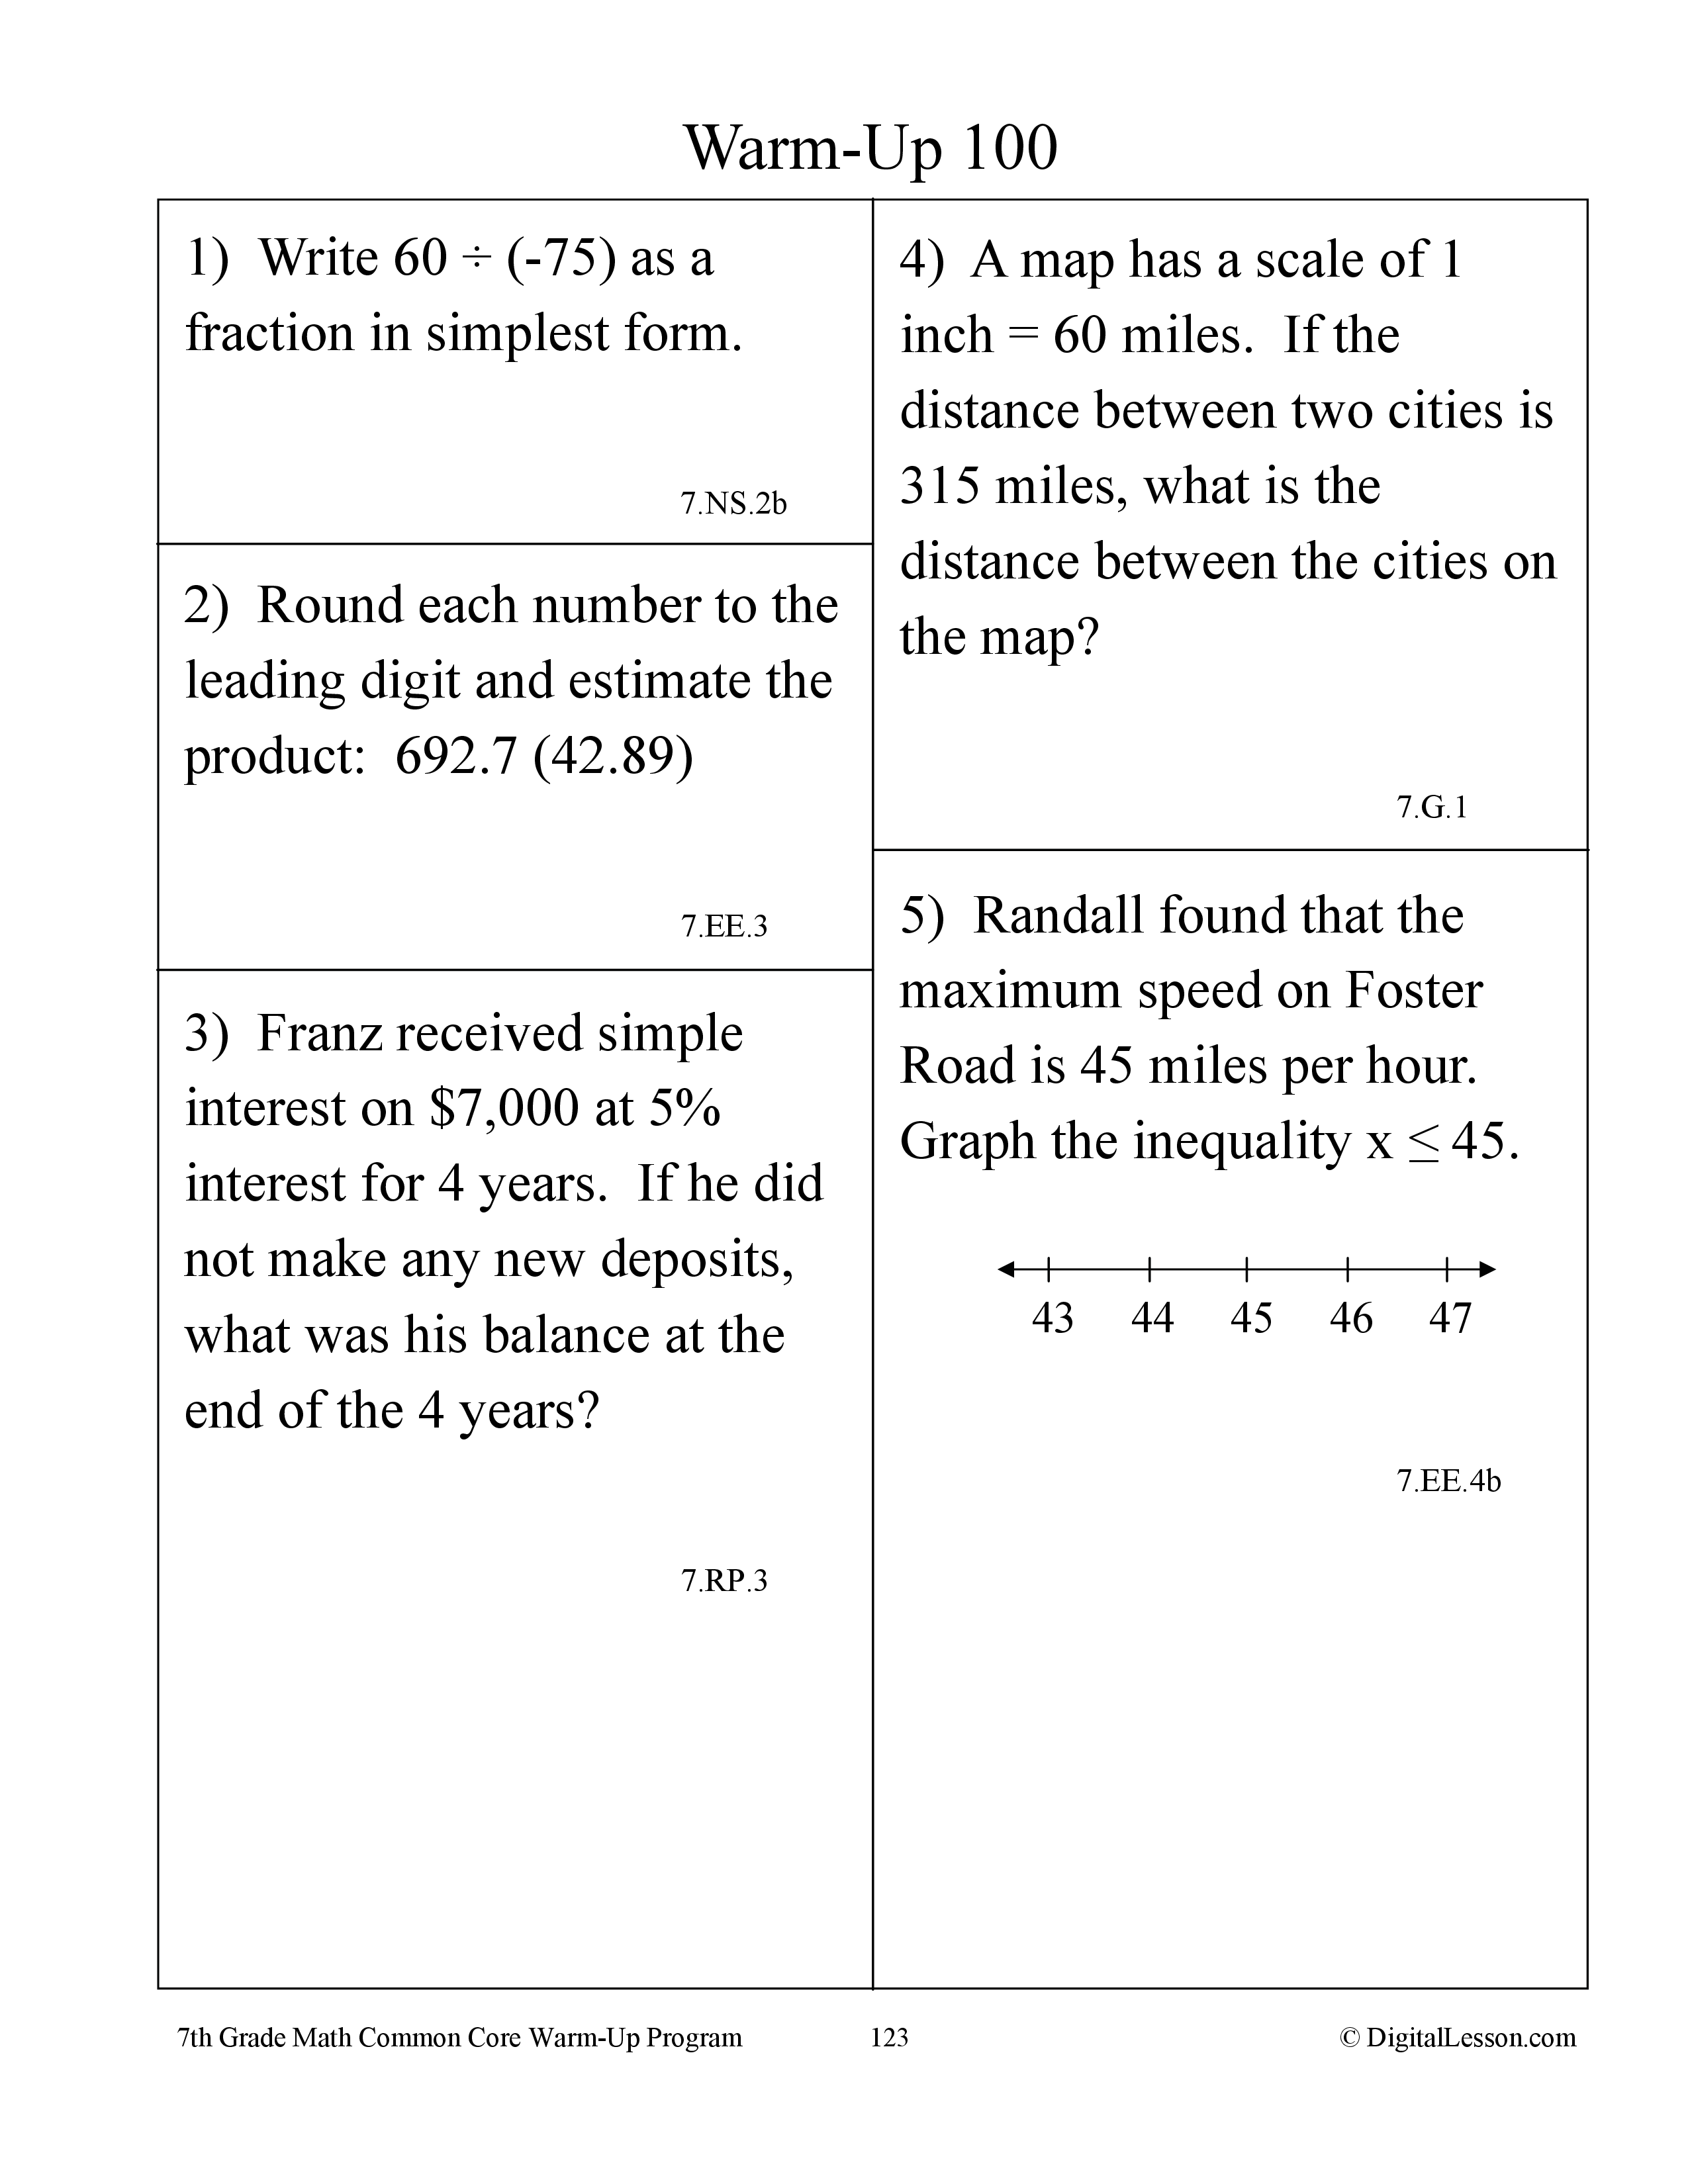 Warm-Up 100
1)  Write 60 ÷ (-75) as a
fraction in simplest form.
7.NS.2b
2)  Round each number to the
leading digit and estimate the
product:  692.7 (42.89)
7.EE.3
3)  Franz received simple
interest on $7,000 at 5%
interest for 4 years.  If he did
not make any new deposits,
what was his balance at the
end of the 4 years?
7.RP.3
4)  A map has a scale of 1
inch = 60 miles.  If the
distance between two cities is
315 miles, what is the
distance between the cities on
the map?
7.G.1
5)  Randall found that the
maximum speed on Foster
Road is 45 miles per hour.
Graph the inequality x ≤ 45.
43 44 45 46 47
7.EE.4b
7th Grade Math Common Core Warm-Up Program 123 © DigitalLesson.com